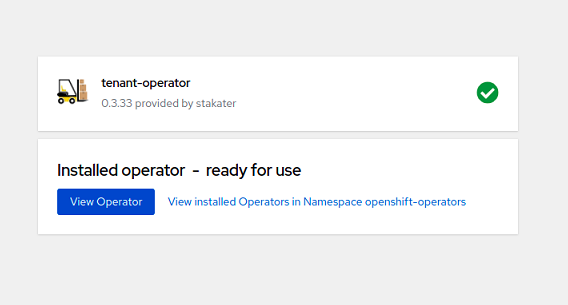 tenant-operator
0.3.33 provided by stakater
Installed operator - ready for use
View Operator View installed Operators in Namespace openshift-operators